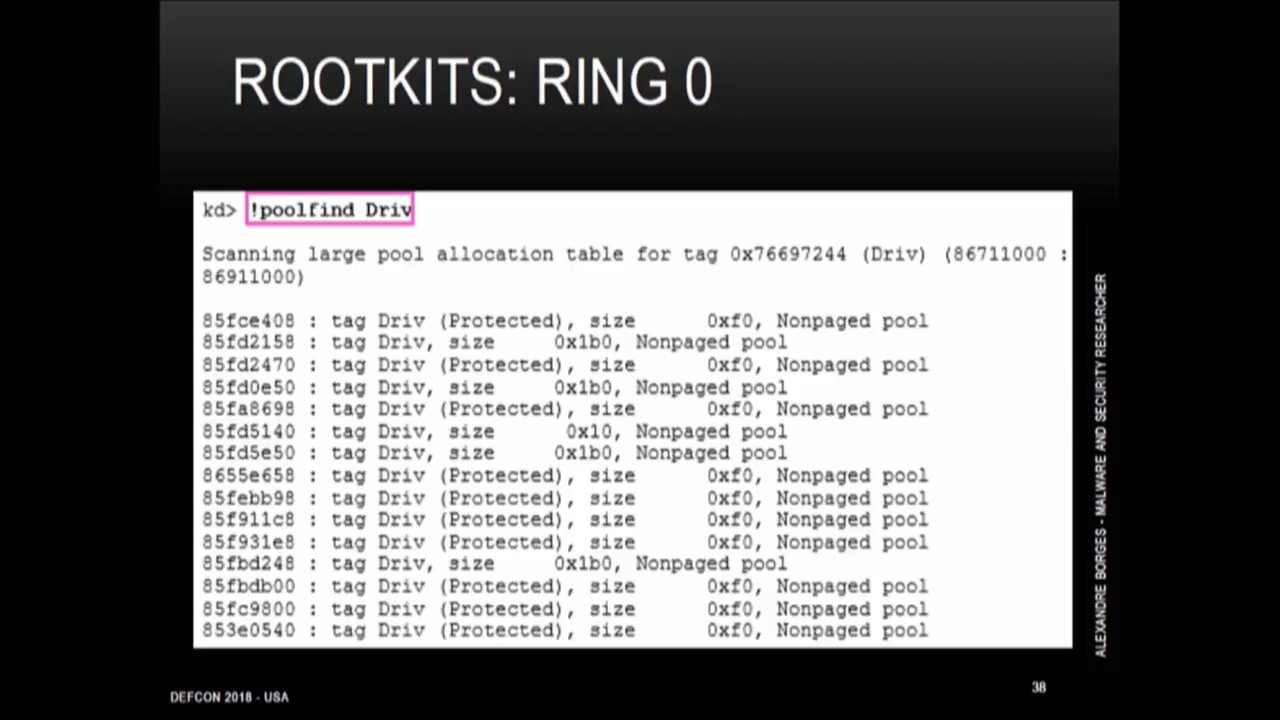 ROOTKITS: RING 0
kd> !poolfind Driv
Scanning large pool allocation table for tag 0x76697244 (Driv) (86711000 :
86911000)
85fce408 : tag Driv (Protected), size 0xf0, Nonpaged pool
85fd2158 : tag Driv, size 0x1b0, Nonpaged pool
85fd2470 : tag Driv (Protected), size 0xf0, Nonpaged pool
85fd0e50 : tag Driv, size 0x1b0, Nonpaged pool
85fa8698 : tag Driv (Protected), size 0xf0, Nonpaged pool
85fd5140 : tag Driv, size 0x10, Nonpaged pool
85fd5e50 : tag Driv, size 0x1b0, Nonpaged pool
8655e658 : tag Driv (Protected), size 0xf0, Nonpaged pool
85febb98 : tag Driv (Protected), size 0xf0, Nonpaged pool
85f911c8 : tag Driv (Protected), size 0xf0, Nonpaged pool
85f931e8 : tag Driv (Protected), size 0xf0, Nonpaged pool
85fbd248 : tag Driv, size 0x1b0, Nonpaged pool
85fbdb00 : tag Driv (Protected), size 0xf0, Nonpaged pool
85fc9800 : tag Driv (Protected), size 0xf0, Nonpaged pool
853e0540 : tag Driv (Protected), size 0xf0, Nonpaged pool
ALEXANDRE BORGES - MALWARE AND SECURITY RESEARCHER
DEFCON 2018 - USA
38